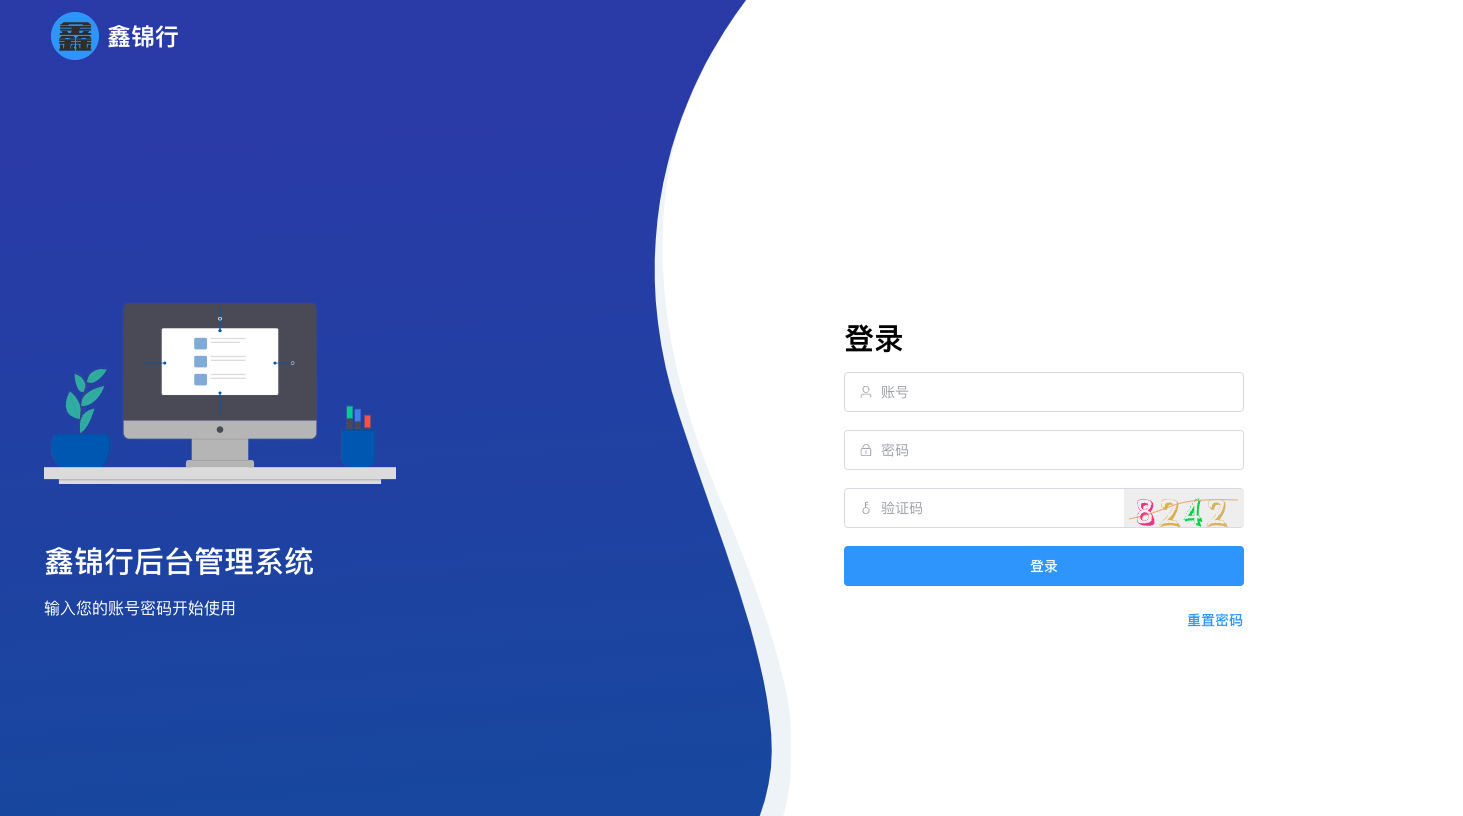 鑫 鑫锦行
鑫锦行后台管理系统
输入您的账号密码开始使用
登录
账号
密码
验证码 8242
登录
重置密码